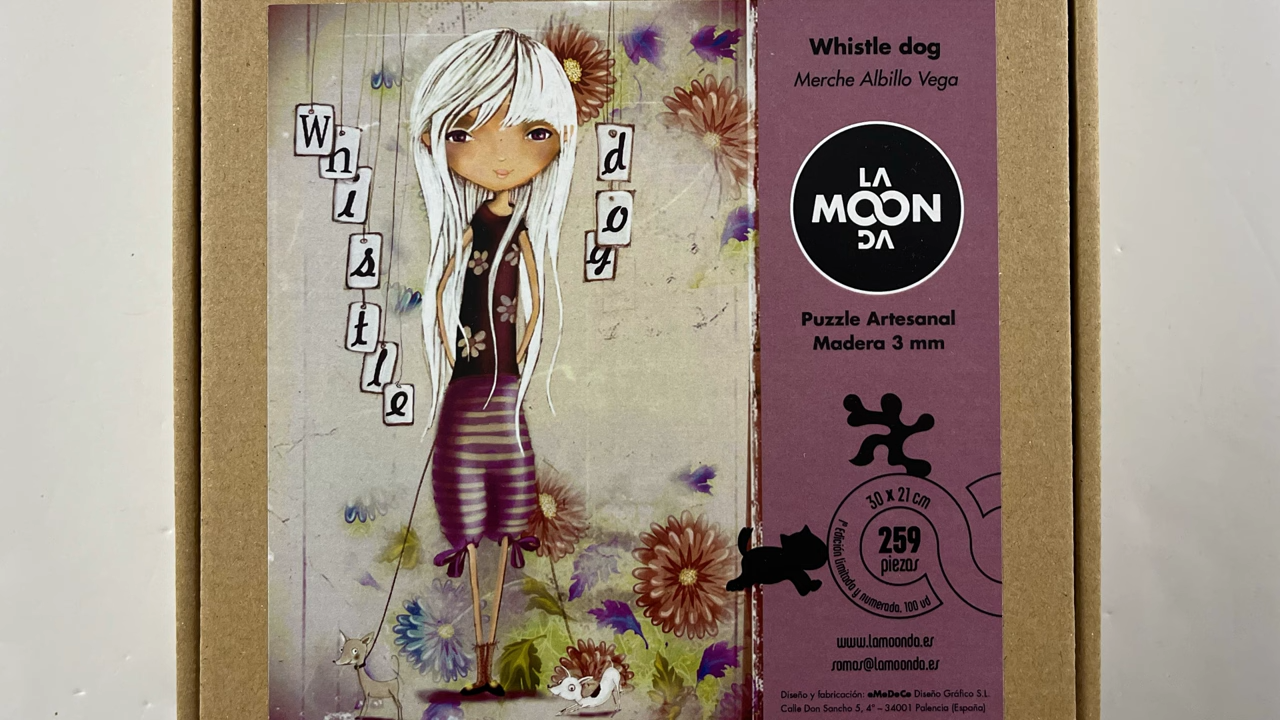 Whistle
dog
Whistle dog
Merche Albillo Vega
LA
MOON
DA
Puzzle Artesanal
Madera 3 mm
30 x 21 cm
259
piezas
1ª Edición limitada y numerada, 100 ud
www.lamoonda.es
somos@lamoonda.es
Diseño y fabricación: eMeDeCe Diseño Gráfico S.L.
Calle Don Sancho 5, 4º – 34001 Palencia (España)